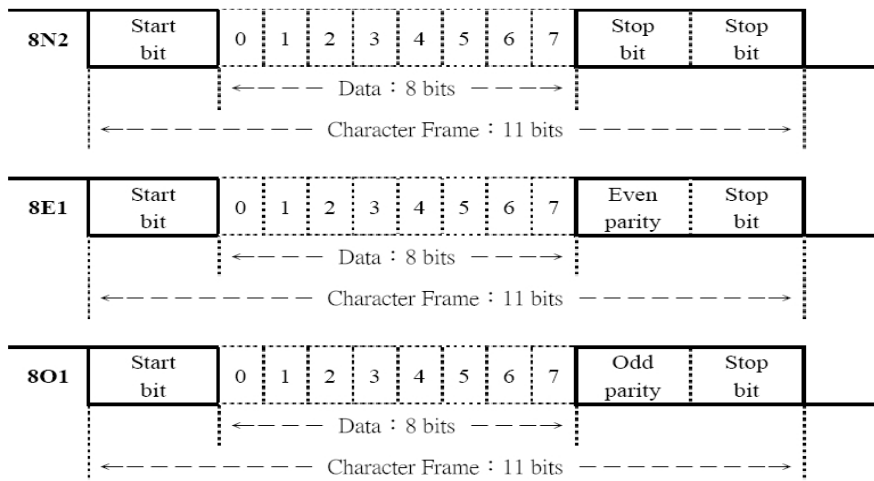 8N2 Start bit 0 1 2 3 4 5 6 7 Stop bit Stop bit
Data：8 bits
Character Frame：11 bits
8E1 Start bit 0 1 2 3 4 5 6 7 Even parity Stop bit
Data：8 bits
Character Frame：11 bits
8O1 Start bit 0 1 2 3 4 5 6 7 Odd parity Stop bit
Data：8 bits
Character Frame：11 bits